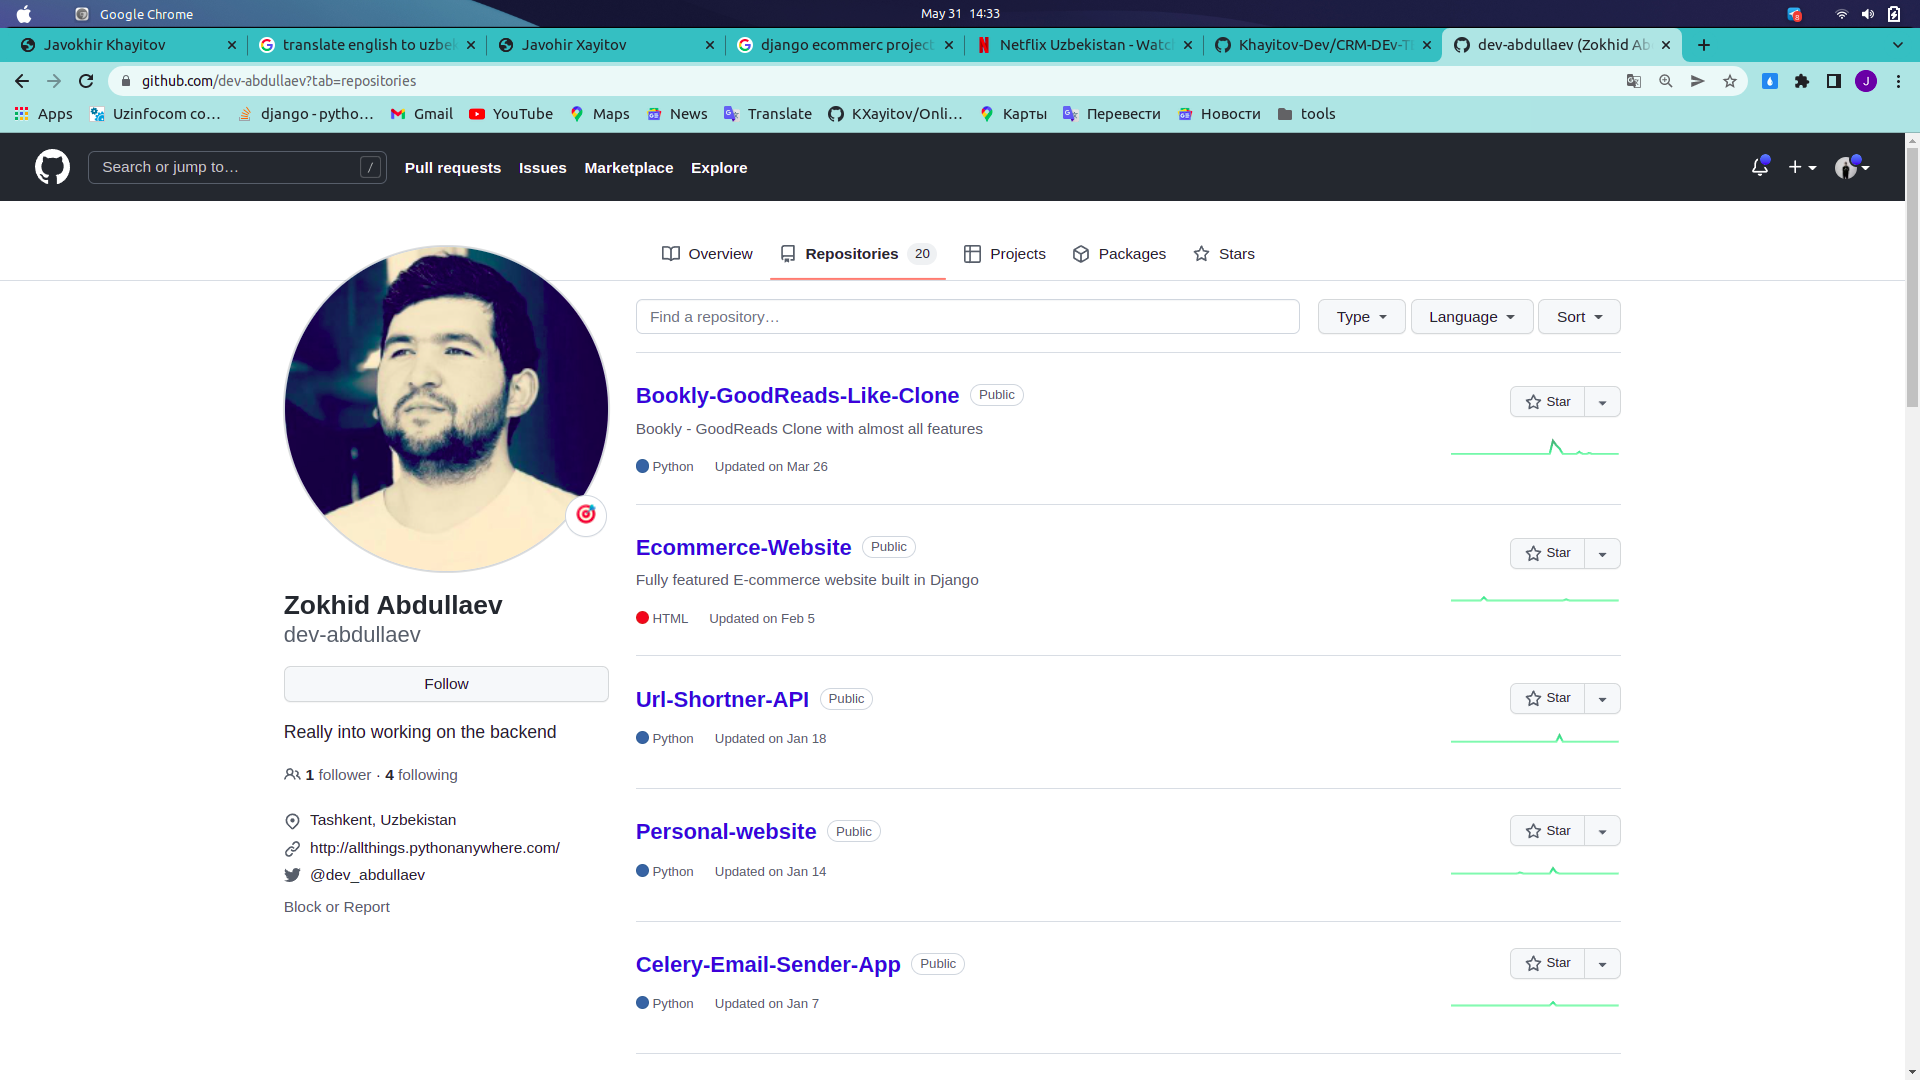 Google Chrome
May 31 14:33
8
Javokhir Khayitov
translate english to uzbek
Javohir Xayitov
django ecommerc project
Netflix Uzbekistan - Watc
Khayitov-Dev/CRM-DEv-T
dev-abdullaev (Zokhid Ab
github.com/dev-abdullaev?tab=repositories
J
Apps
Uzinfocom co…
django - pytho…
Gmail
YouTube
Maps
News
Translate
KXayitov/Onli…
Карты
Перевести
Новости
tools
Search or jump to…
/
Pull requests
Issues
Marketplace
Explore
Overview
Repositories 20
Projects
Packages
Stars
Zokhid Abdullaev
dev-abdullaev
Follow
Really into working on the backend
1 follower · 4 following
Tashkent, Uzbekistan
http://allthings.pythonanywhere.com/
@dev_abdullaev
Block or Report
Find a repository…
Type
Language
Sort
Bookly-GoodReads-Like-Clone Public
Star
Bookly - GoodReads Clone with almost all features
Python Updated on Mar 26
Ecommerce-Website Public
Star
Fully featured E-commerce website built in Django
HTML Updated on Feb 5
Url-Shortner-API Public
Star
Python Updated on Jan 18
Personal-website Public
Star
Python Updated on Jan 14
Celery-Email-Sender-App Public
Star
Python Updated on Jan 7